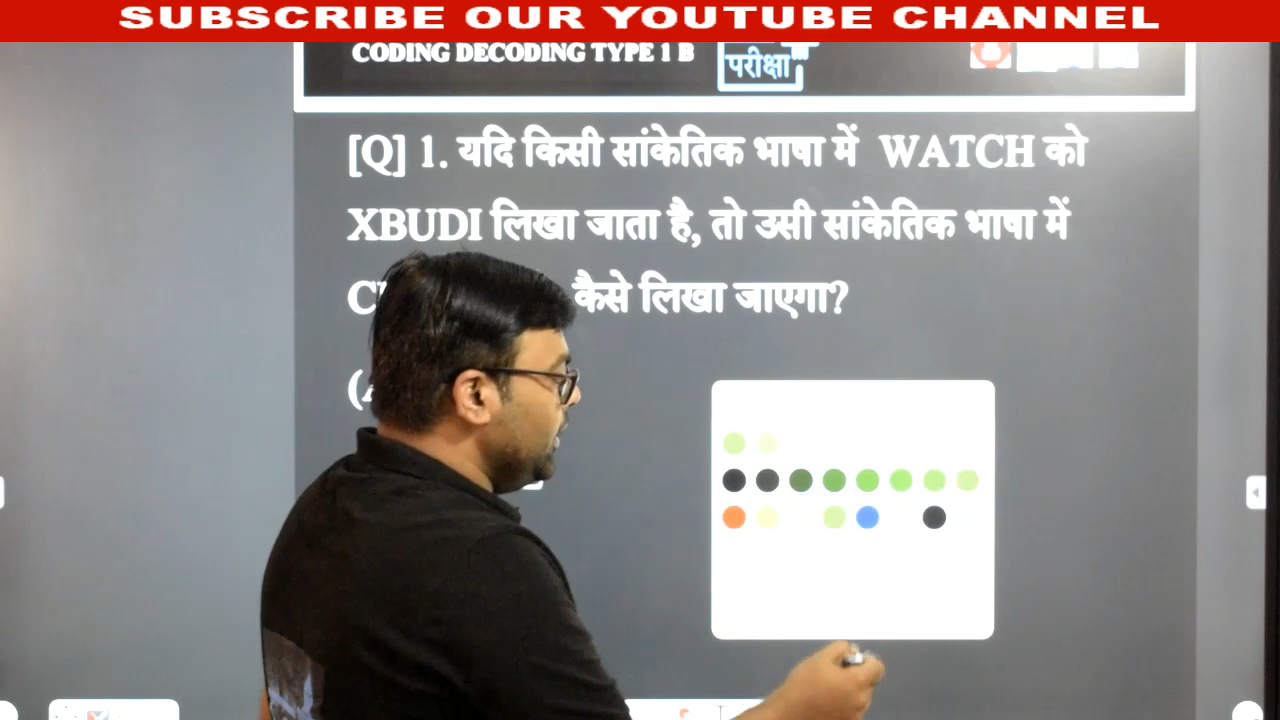 SUBSCRIBE OUR YOUTUBE CHANNEL
CODING DECODING TYPE 1 B
परीक्षा
[Q] 1. यदि किसी सांकेतिक भाषा में WATCH को
XBUDI लिखा जाता है, तो उसी सांकेतिक भाषा में
कैसे लिखा जाएगा?